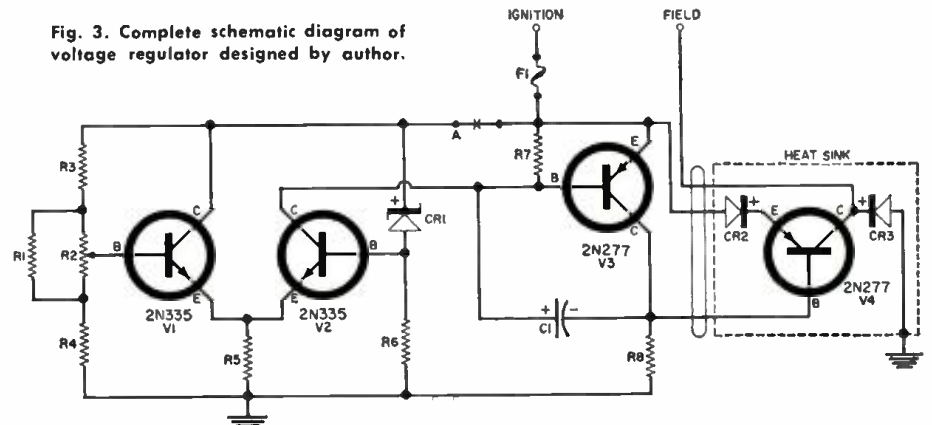 Fig. 3. Complete schematic diagram of
voltage regulator designed by author.
IGNITION
FIELD
F1
A
R3
R7
E
HEAT SINK
B
C
C
+
CR1
2N277
V3
C
+
E
C
+
CR2
CR3
R1
R2
B
C
B
E
2N335
V1
E
2N335
V2
2N277
V4
B
+
-
C1
R4
R5
R6
R8